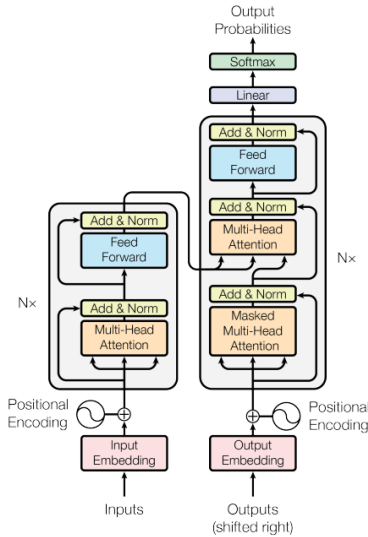 Output
Probabilities
Softmax
Linear
Add & Norm
Feed
Forward
Add & Norm
Multi-Head
Attention
Add & Norm
Masked
Multi-Head
Attention
Nx
Add & Norm
Feed
Forward
Add & Norm
Multi-Head
Attention
N×
Positional
Encoding
Input
Embedding
Inputs
Positional
Encoding
Output
Embedding
Outputs
(shifted right)